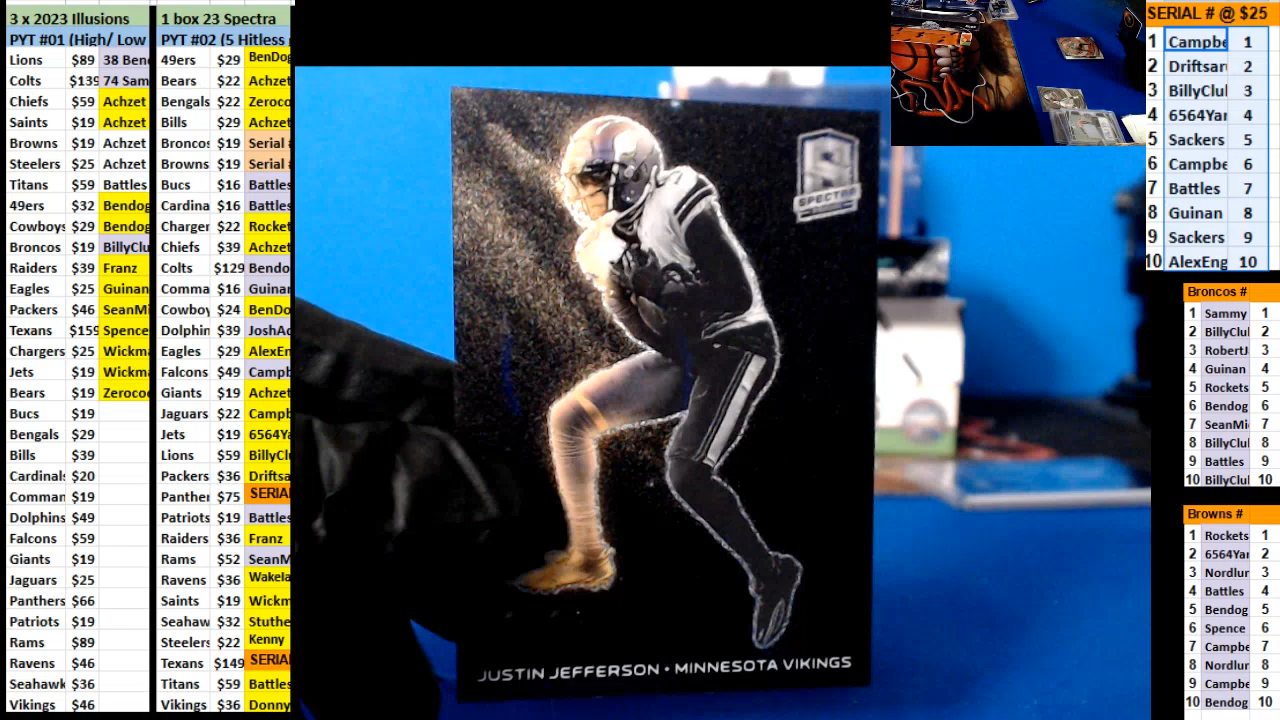 3 x 2023 Illusions
PYT #01 (High/ Low
Lions $89 38 Ben
Colts $139 74 Sam
Chiefs $59 Achzet
Saints $19 Achzet
Browns $19 Achzet
Steelers $25 Achzet
Titans $59 Battles
49ers $32 Bendog
Cowboys $29 Bendog
Broncos $19 BillyClu
Raiders $39 Franz
Eagles $25 Guinan
Packers $46 SeanMi
Texans $159 Spence
Chargers $25 Wickma
Jets $19 Wickma
Bears $19 Zeroco
Bucs $19
Bengals $29
Bills $39
Cardinals $20
Comman $19
Dolphins $49
Falcons $59
Giants $19
Jaguars $25
Panthers $66
Patriots $19
Rams $89
Ravens $46
Seahawk $36
Vikings $46
1 box 23 Spectra
PYT #02 (5 Hitless
49ers $29 BenDog
Bears $22 Achzet
Bengals $22 Zeroco
Bills $29 Achzet
Broncos $19 Serial
Browns $19 Serial
Bucs $16 Battles
Cardina $16 Battles
Charger $22 Rocket
Chiefs $39 Achzet
Colts $129 Bendo
Comma $16 Guinar
Cowboy $24 BenDo
Dolphin $39 JoshAc
Eagles $29 AlexEn
Falcons $49 Campb
Giants $19 Achzet
Jaguars $22 Campb
Jets $19 6564Ya
Lions $59 BillyCl
Packers $36 Driftsa
Panther $75 SERIA
Patriots $19 Battles
Raiders $36 Franz
Rams $52 SeanM
Ravens $36 Wakela
Saints $19 Wickm
Seahaw $32 Stuthe
Steelers $22 Kenny
Texans $149 SERIA
Titans $59 Battles
Vikings $36 Donny
SPECTRA
JUSTIN JEFFERSON • MINNESOTA VIKINGS
SERIAL # @ $25
1 Campbe 1
2 Driftsar 2
3 BillyClul 3
4 6564Yar 4
5 Sackers 5
6 Campbe 6
7 Battles 7
8 Guinan 8
9 Sackers 9
10 AlexEng 10
Broncos #
1 Sammy 1
2 BillyClul 2
3 RobertJ 3
4 Guinan 4
5 Rockets 5
6 Bendog 6
7 SeanMi 7
8 BillyClul 8
9 Battles 9
10 BillyClul 10
Browns #
1 Rockets 1
2 6564Yar 2
3 Nordlur 3
4 Battles 4
5 Bendog 5
6 Spence 6
7 Campbe 7
8 Nordlur 8
9 Campbe 9
10 Bendog 10